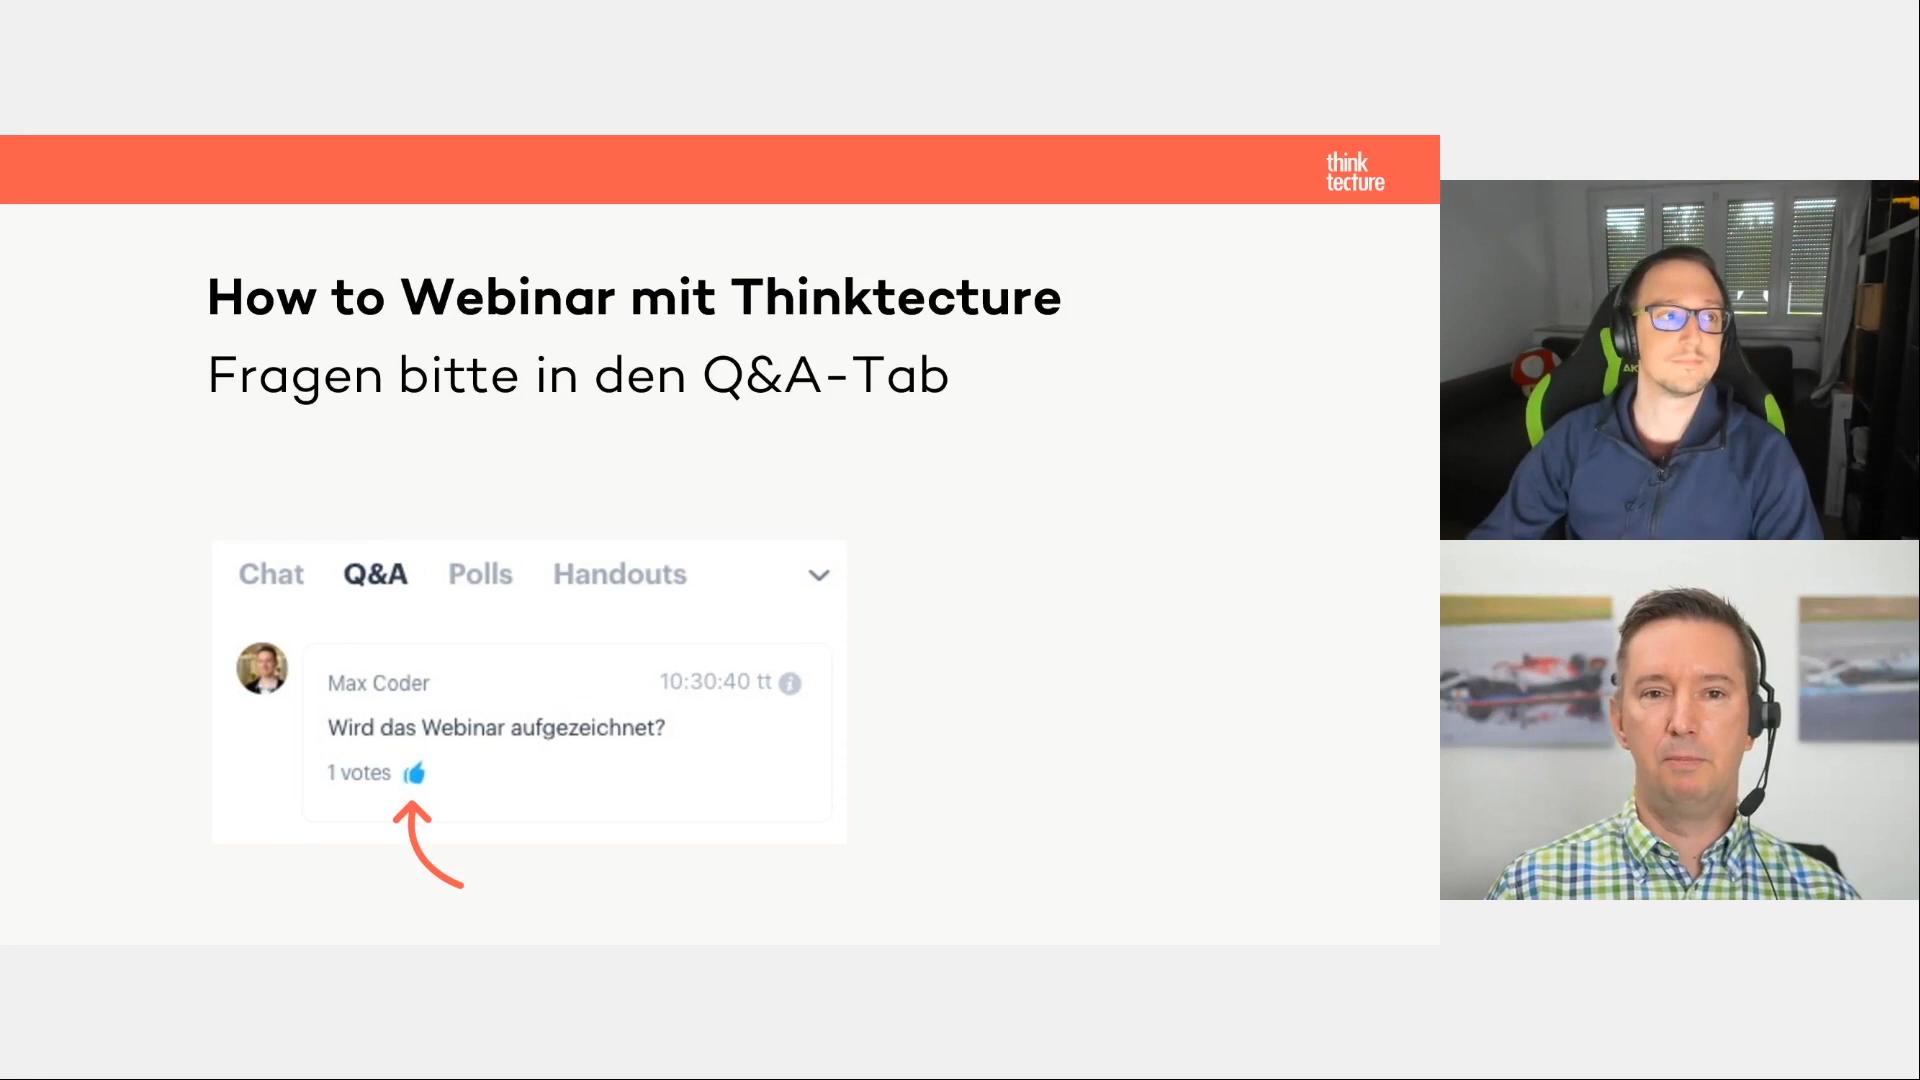 think
tecture
How to Webinar mit Thinktecture
Fragen bitte in den Q&A-Tab
Chat Q&A Polls Handouts
Max Coder 10:30:40 tt
Wird das Webinar aufgezeichnet?
1 votes
AK